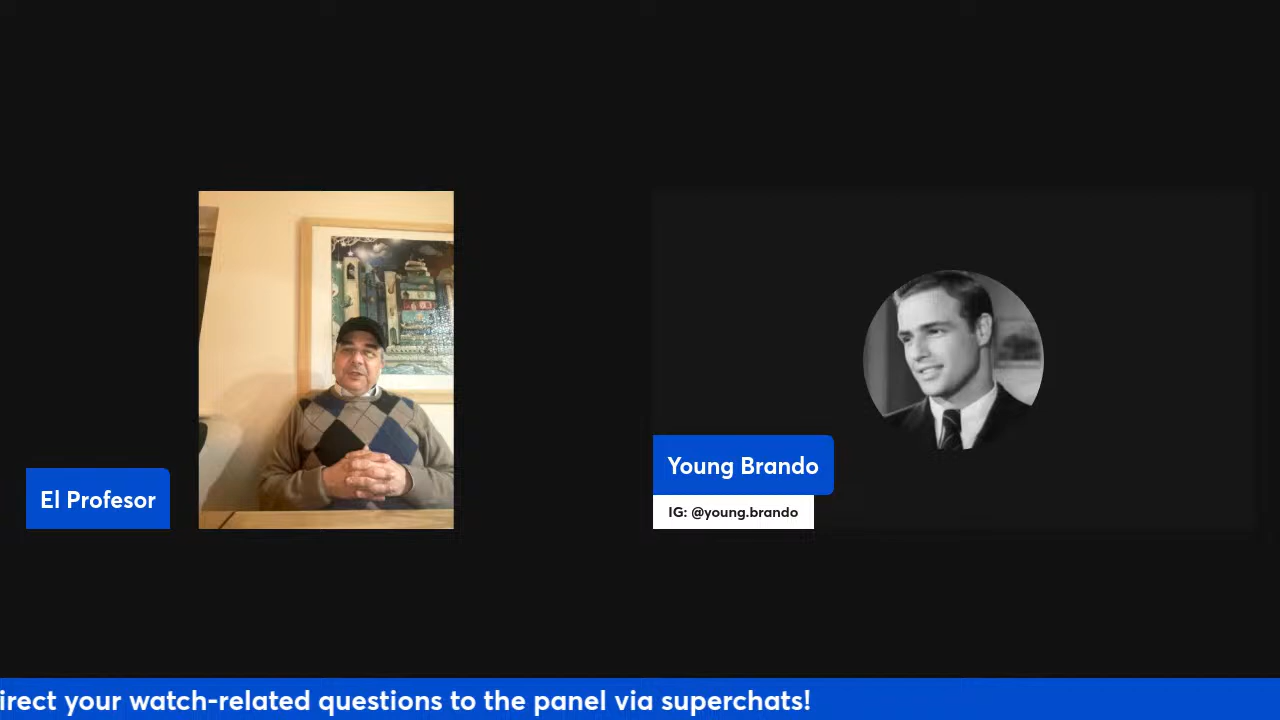 El Profesor
Young Brando
IG: @young.brando
irect your watch-related questions to the panel via superchats!